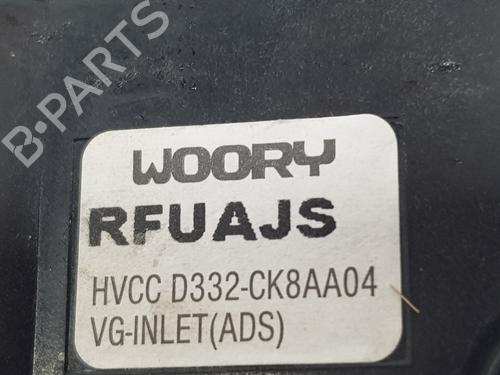 B-PARTS
WOORY
RFUAJS
HVCC D332-CK8AA04
VG-INLET(ADS)